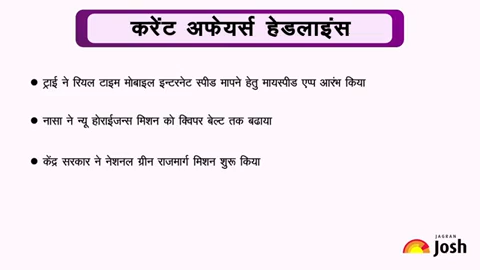 करेंट अफेयर्स हेडलाइंस
● ट्राई ने रियल टाइम मोबाइल इन्टरनेट स्पीड मापने हेतु मायस्पीड एप्प आरंभ किया
● नासा ने न्यू होराईजन्स मिशन को क्विपर बेल्ट तक बढाया
● केंद्र सरकार ने नेशनल ग्रीन राजमार्ग मिशन शुरू किया
JAGRAN
Josh